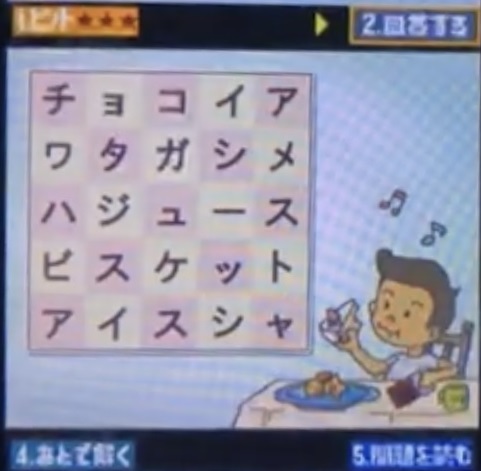 1.ヒント★★★
2.回答する
チョコイア
ワタガシメ
ハジュース
ビスケット
アイスシャ
4.あとで解く
5.問題を読む